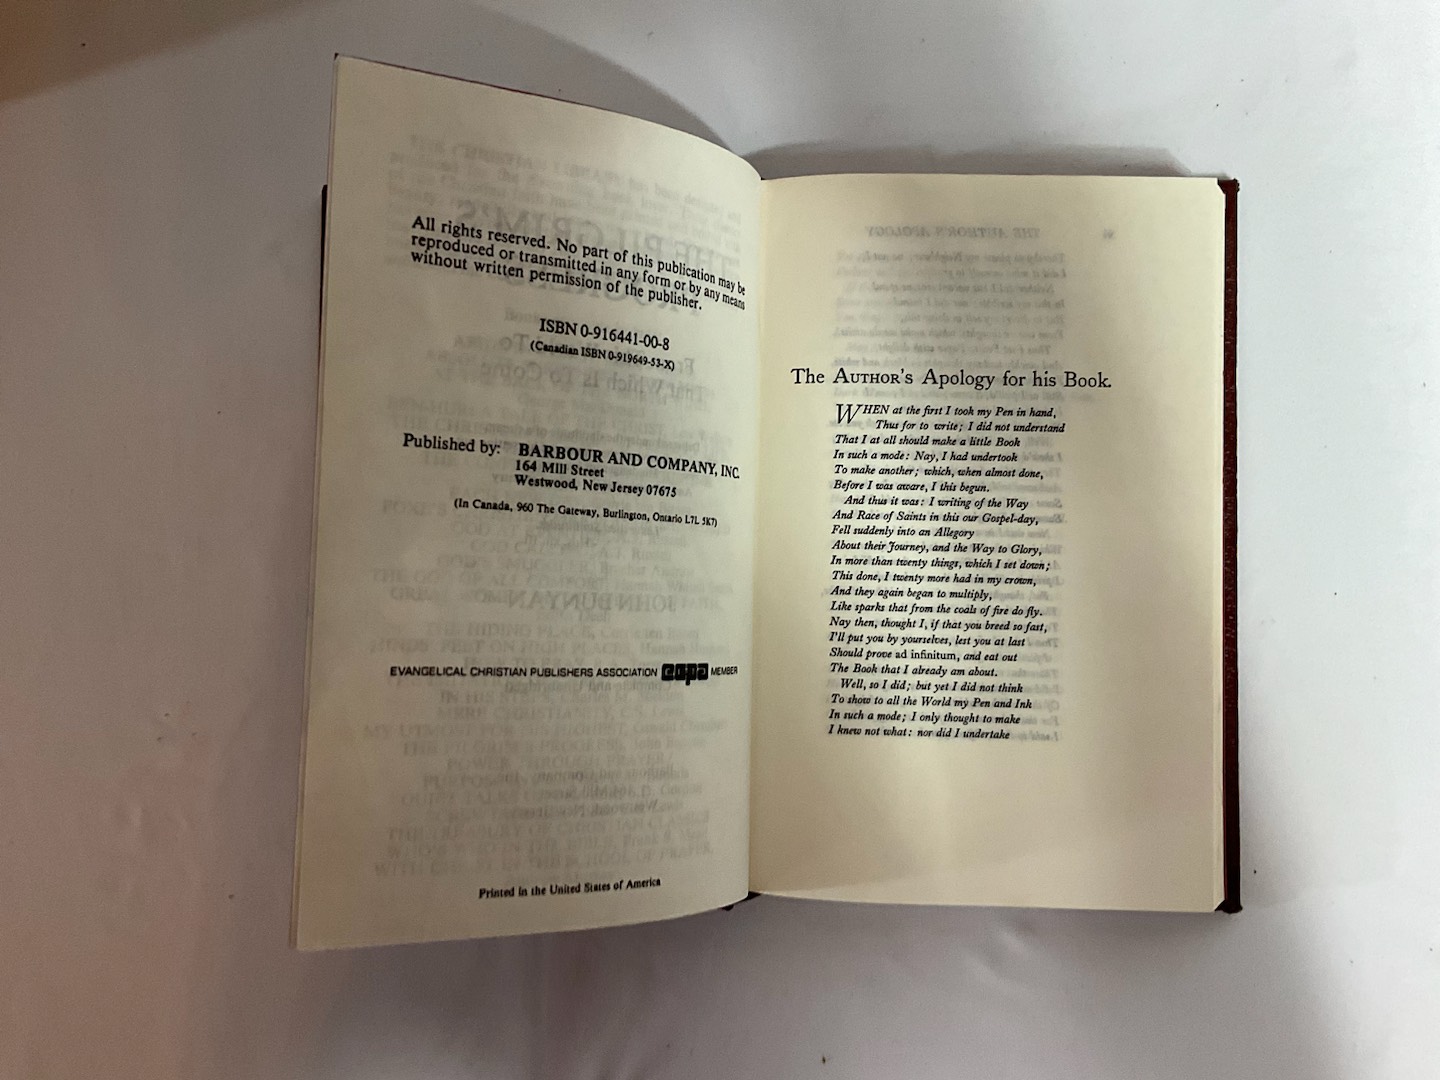 All rights reserved. No part of this publication may be
reproduced or transmitted in any form or by any means
without written permission of the publisher.
ISBN 0-916441-00-8
(Canadian ISBN 0-919649-53-X)
Published by: BARBOUR AND COMPANY, INC.
164 Mill Street
Westwood, New Jersey 07675
(In Canada, 960 The Gateway, Burlington, Ontario L7L 5K7)
EVANGELICAL CHRISTIAN PUBLISHERS ASSOCIATION ecpa MEMBER
Printed in the United States of America
The AUTHOR'S Apology for his Book.
WHEN at the first I took my Pen in hand,
Thus for to write; I did not understand
That I at all should make a little Book
In such a mode: Nay, I had undertook
To make another; which, when almost done,
Before I was aware, I this begun.
And thus it was: I writing of the Way
And Race of Saints in this our Gospel-day,
Fell suddenly into an Allegory
About their Journey, and the Way to Glory,
In more than twenty things, which I set down;
This done, I twenty more had in my crown,
And they again began to multiply,
Like sparks that from the coals of fire do fly.
Nay then, thought I, if that you breed so fast,
I'll put you by yourselves, lest you at last
Should prove ad infinitum, and eat out
The Book that I already am about.
Well, so I did; but yet I did not think
To show to all the World my Pen and Ink
In such a mode; I only thought to make
I knew not what: nor did I undertake